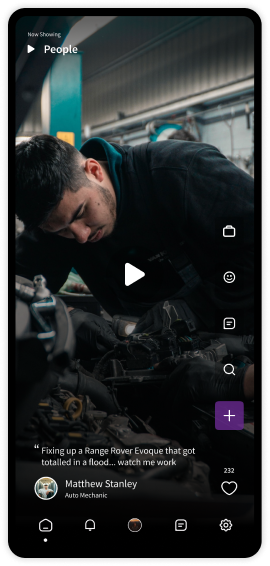 Now Showing
People
“ Fixing up a Range Rover Evoque that got
totalled in a flood... watch me work
Matthew Stanley
Auto Mechanic
232